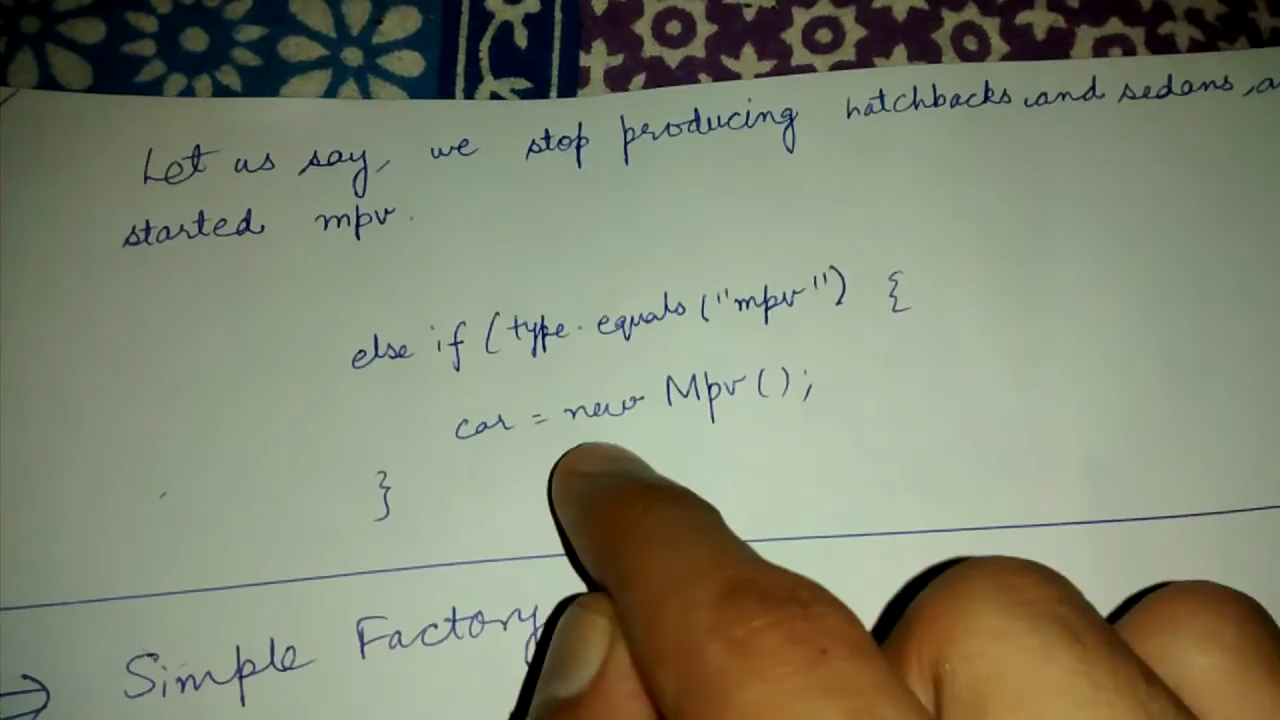 Let us say, we stop producing hatchbacks and sedans, a
started mpv.
else if (type.equals("mpv") {
car = new Mpv();
}
⇒ Simple Factory